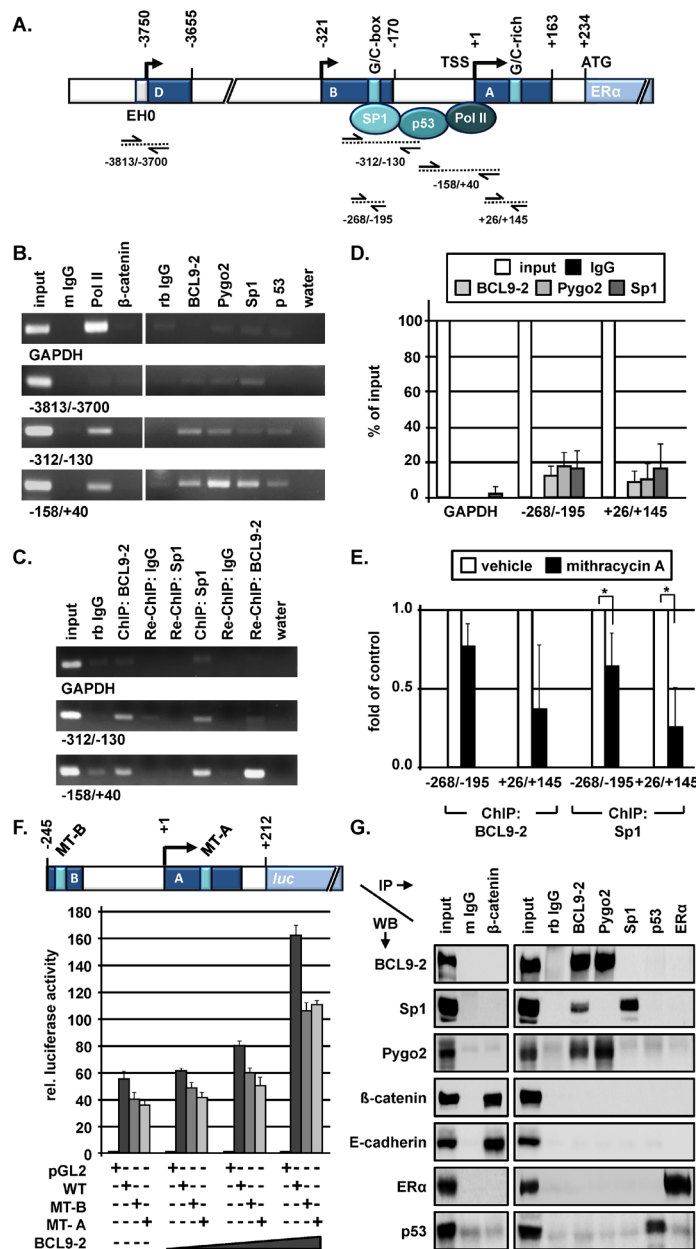 A.
-3750
-3655
-321
G/C-box
-170
TSS
+1
G/C-rich
+163
+234
ATG
D
B
A
ERα
EH0
SP1
p53
Pol II
-3813/-3700
-312/-130
-158/+40
-268/-195
+26/+145
B.
input
m IgG
Pol II
β-catenin
rb IgG
BCL9-2
Pygo2
Sp1
p 53
water
GAPDH
-3813/-3700
-312/-130
-158/+40
D.
input
IgG
BCL9-2
Pygo2
Sp1
% of input
100
80
60
40
20
0
GAPDH
-268/-195
+26/+145
C.
input
rb IgG
ChIP: BCL9-2
Re-ChIP: IgG
Re-ChIP: Sp1
ChIP: Sp1
Re-ChIP: IgG
Re-ChIP: BCL9-2
water
GAPDH
-312/-130
-158/+40
E.
vehicle
mithracycin A
fold of control
1.0
0.5
0.0
*
*
-268/-195
+26/+145
-268/-195
+26/+145
ChIP:
BCL9-2
ChIP:
Sp1
F.
-245
MT-B
+1
MT-A
+212
B
A
luc
rel. luciferase activity
180
160
140
120
100
80
60
40
20
0
pGL2 +---+---+---+---
WT -+---+---+---+--
MT-B --+---+---+---+-
MT- A ---+---+---+---+
BCL9-2 ----
G.
IP
WB
input
m IgG
β-catenin
input
rb IgG
BCL9-2
Pygo2
Sp1
p53
ERα
BCL9-2
Sp1
Pygo2
ß-catenin
E-cadherin
ERα
p53